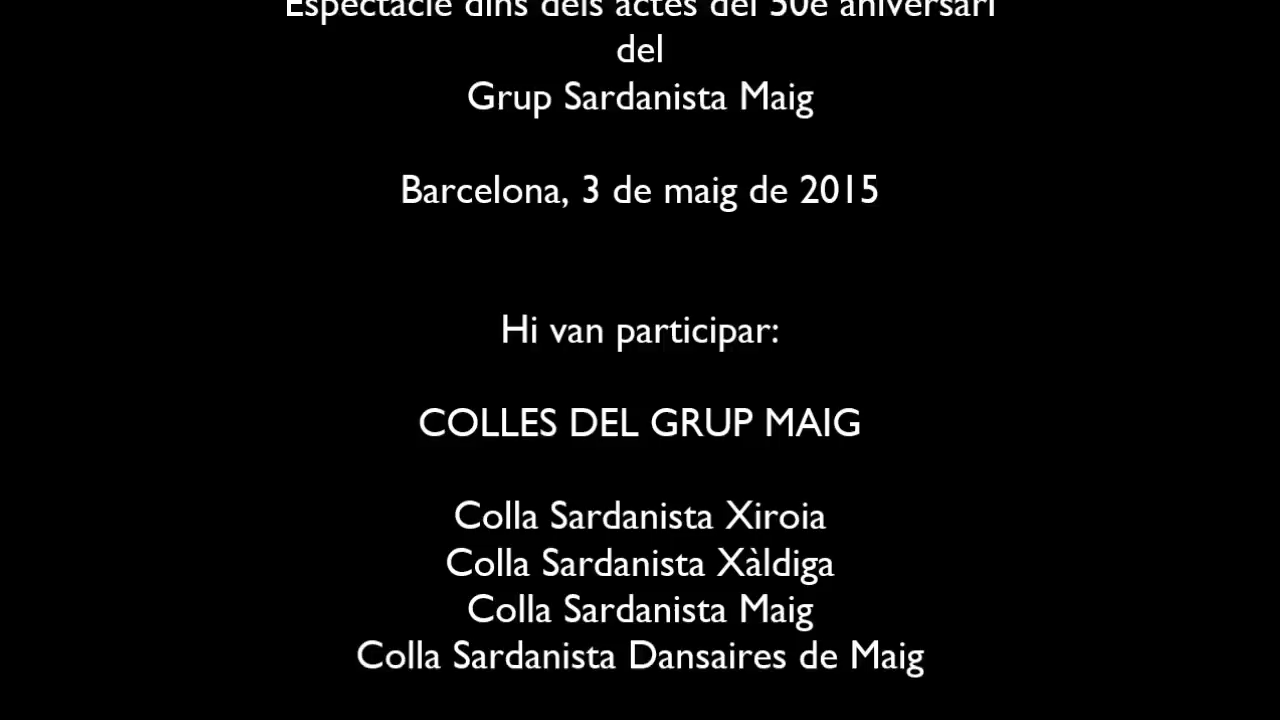 Espectacle dins dels actes del 50è aniversari
del
Grup Sardanista Maig
Barcelona, 3 de maig de 2015
Hi van participar:
COLLES DEL GRUP MAIG
Colla Sardanista Xiroia
Colla Sardanista Xàldiga
Colla Sardanista Maig
Colla Sardanista Dansaires de Maig